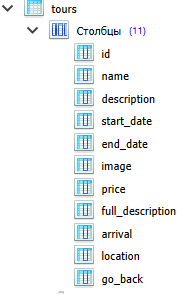 tours
Столбцы (11)
id
name
description
start_date
end_date
image
price
full_description
arrival
location
go_back